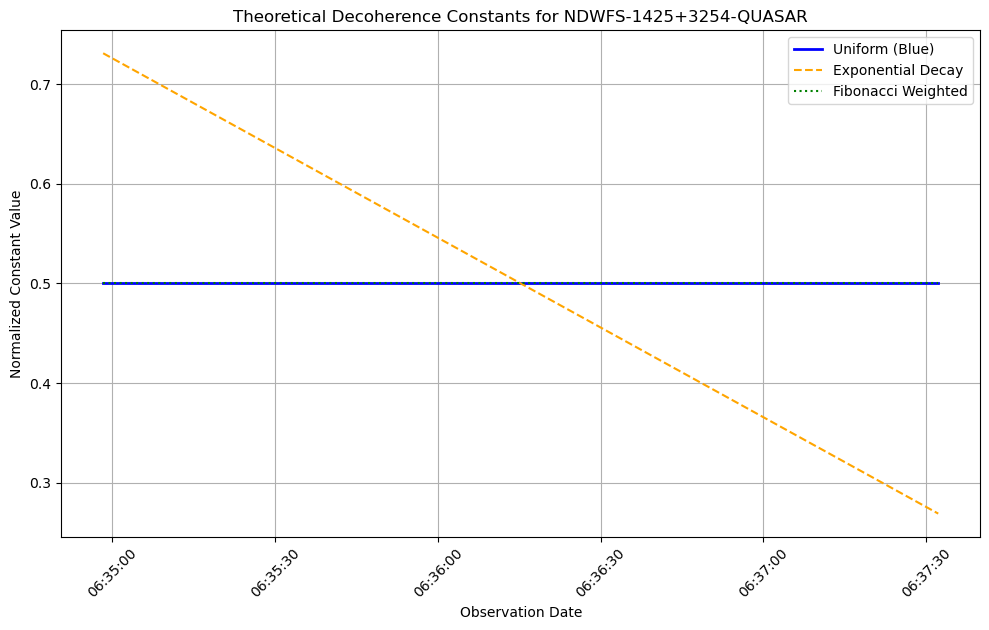 Theoretical Decoherence Constants for NDWFS-1425+3254-QUASAR
Uniform (Blue)
Exponential Decay
Fibonacci Weighted
Normalized Constant Value
0.7
0.6
0.5
0.4
0.3
06:35:00
06:35:30
06:36:00
06:36:30
06:37:00
06:37:30
Observation Date